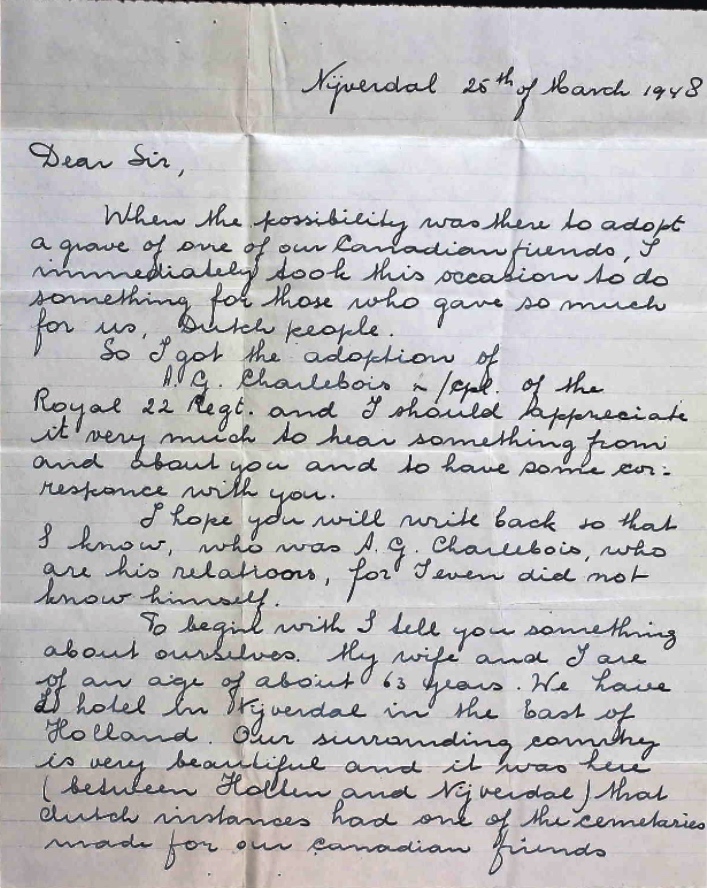 Nijverdal 25th of March 1948
Dear Sir,
When the possibility was there to adopt
a grave of one of our Canadian friends, I
immediately took this occasion to do
something for those who gave so much
for us, Dutch people.
So I got the adoption of
A. G. Charlebois ~ /cpl. of the
Royal 22 Regt. and I should appreciate
it very much to hear something from
and about you and to have some cor-
responce with you.
I hope you will write back so that
I know, who was A. G. Charlebois, who
are his relations, for I even did not
know himself.
To begin with I tell you something
about ourselves. My wife and I are
of an age of about 63 years. We have
hotel in Nijverdal in the East of
Holland. Our surrounding country
is very beautiful and it was here
(between Holten and Nijverdal) that
dutch instances had one of the cemetaries
made for our canadian friends